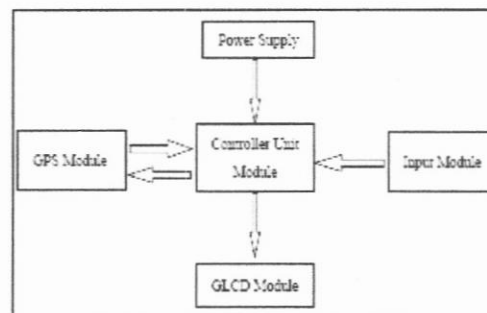 Power Supply
GPS Module
Controller Unit
Module
Input Module
GLCD Module